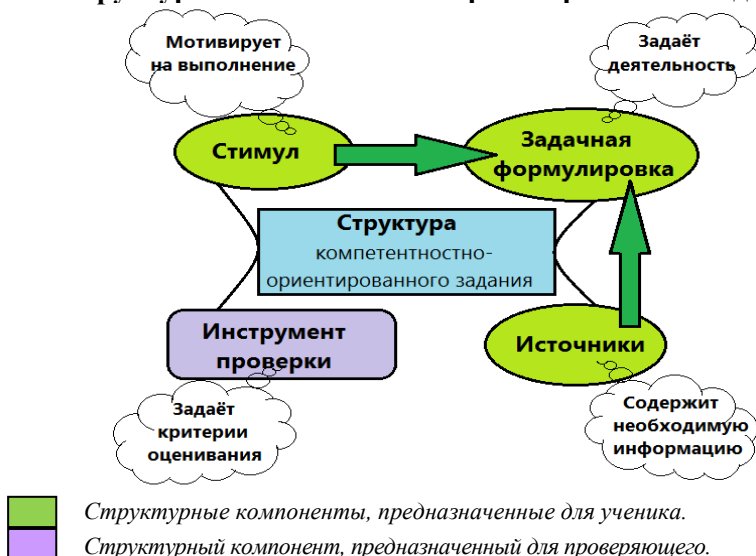 Мотивирует
на выполнение
Задаёт
деятельность
Стимул
Задачная
формулировка
Структура
компетентностно-
ориентированного задания
Инструмент
проверки
Источники
Задаёт
критерии
оценивания
Содержит
необходимую
информацию
Структурные компоненты, предназначенные для ученика.
Структурный компонент, предназначенный для проверяющего.